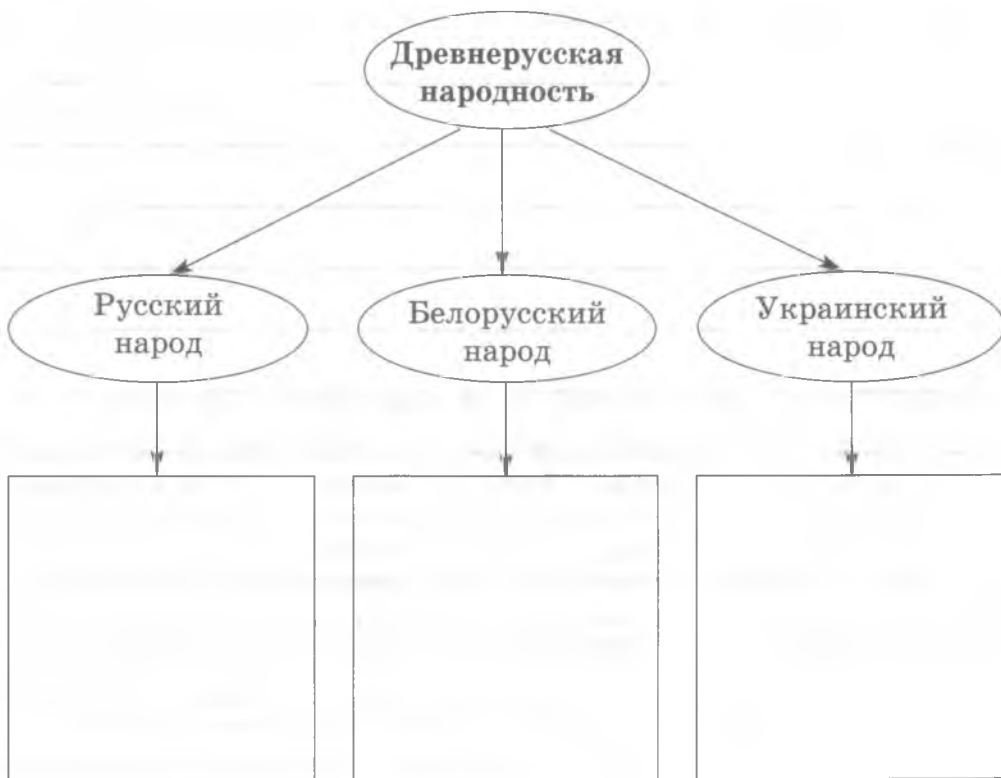 Древнерусская
народность
Русский
народ
Белорусский
народ
Украинский
народ